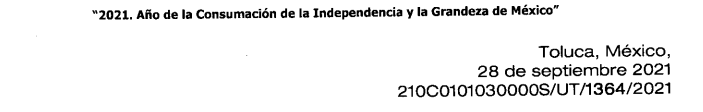 "2021. Año de la Consumación de la Independencia y la Grandeza de México"
Toluca, México,
28 de septiembre 2021
210C0101030000S/UT/1364/2021